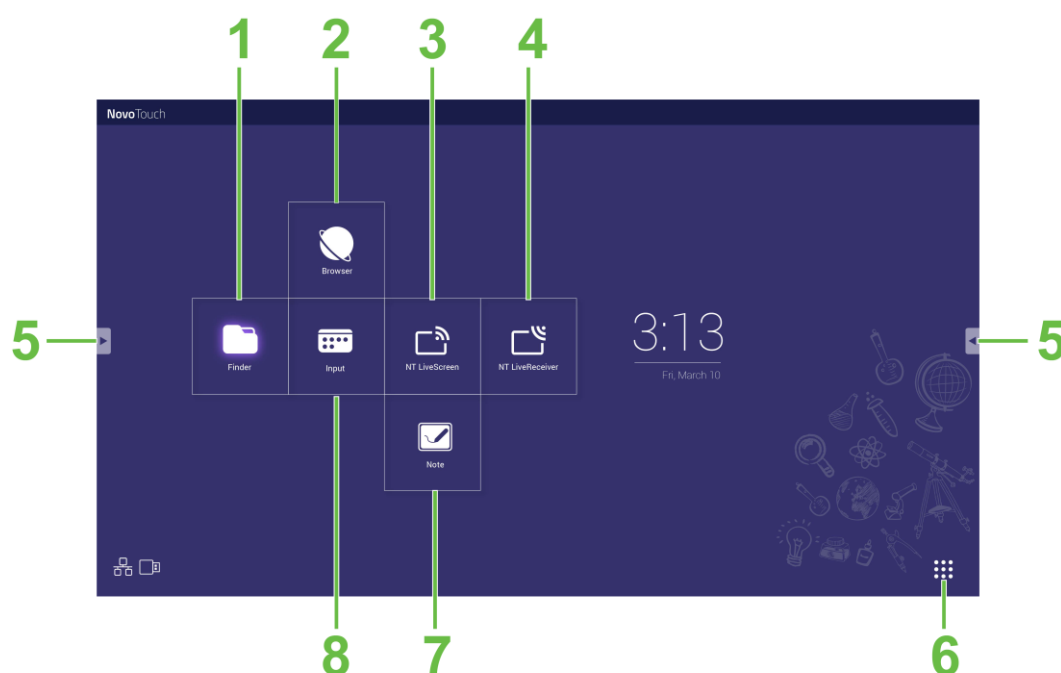 1 2 3 4
NovoTouch
Browser
5 5
Finder Input NT LiveScreen NT LiveReceiver
3:13
Fri, March 10
Note
8 7 6